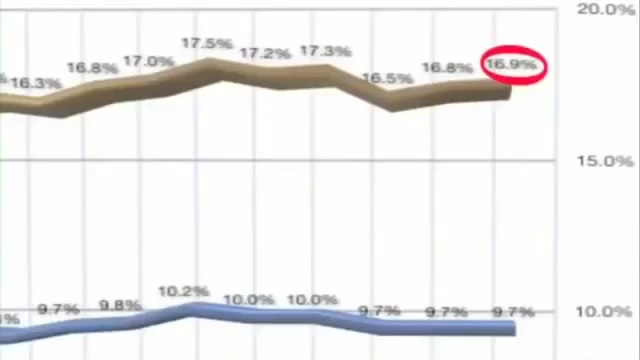 20.0%
17.5%
17.2% 17.3%
17.0%
16.8% 16.8% 16.9%
16.3% 16.5%
15.0%
10.2% 10.0% 10.0%
9.7% 9.8% 9.7% 9.7% 9.7% 10.0%